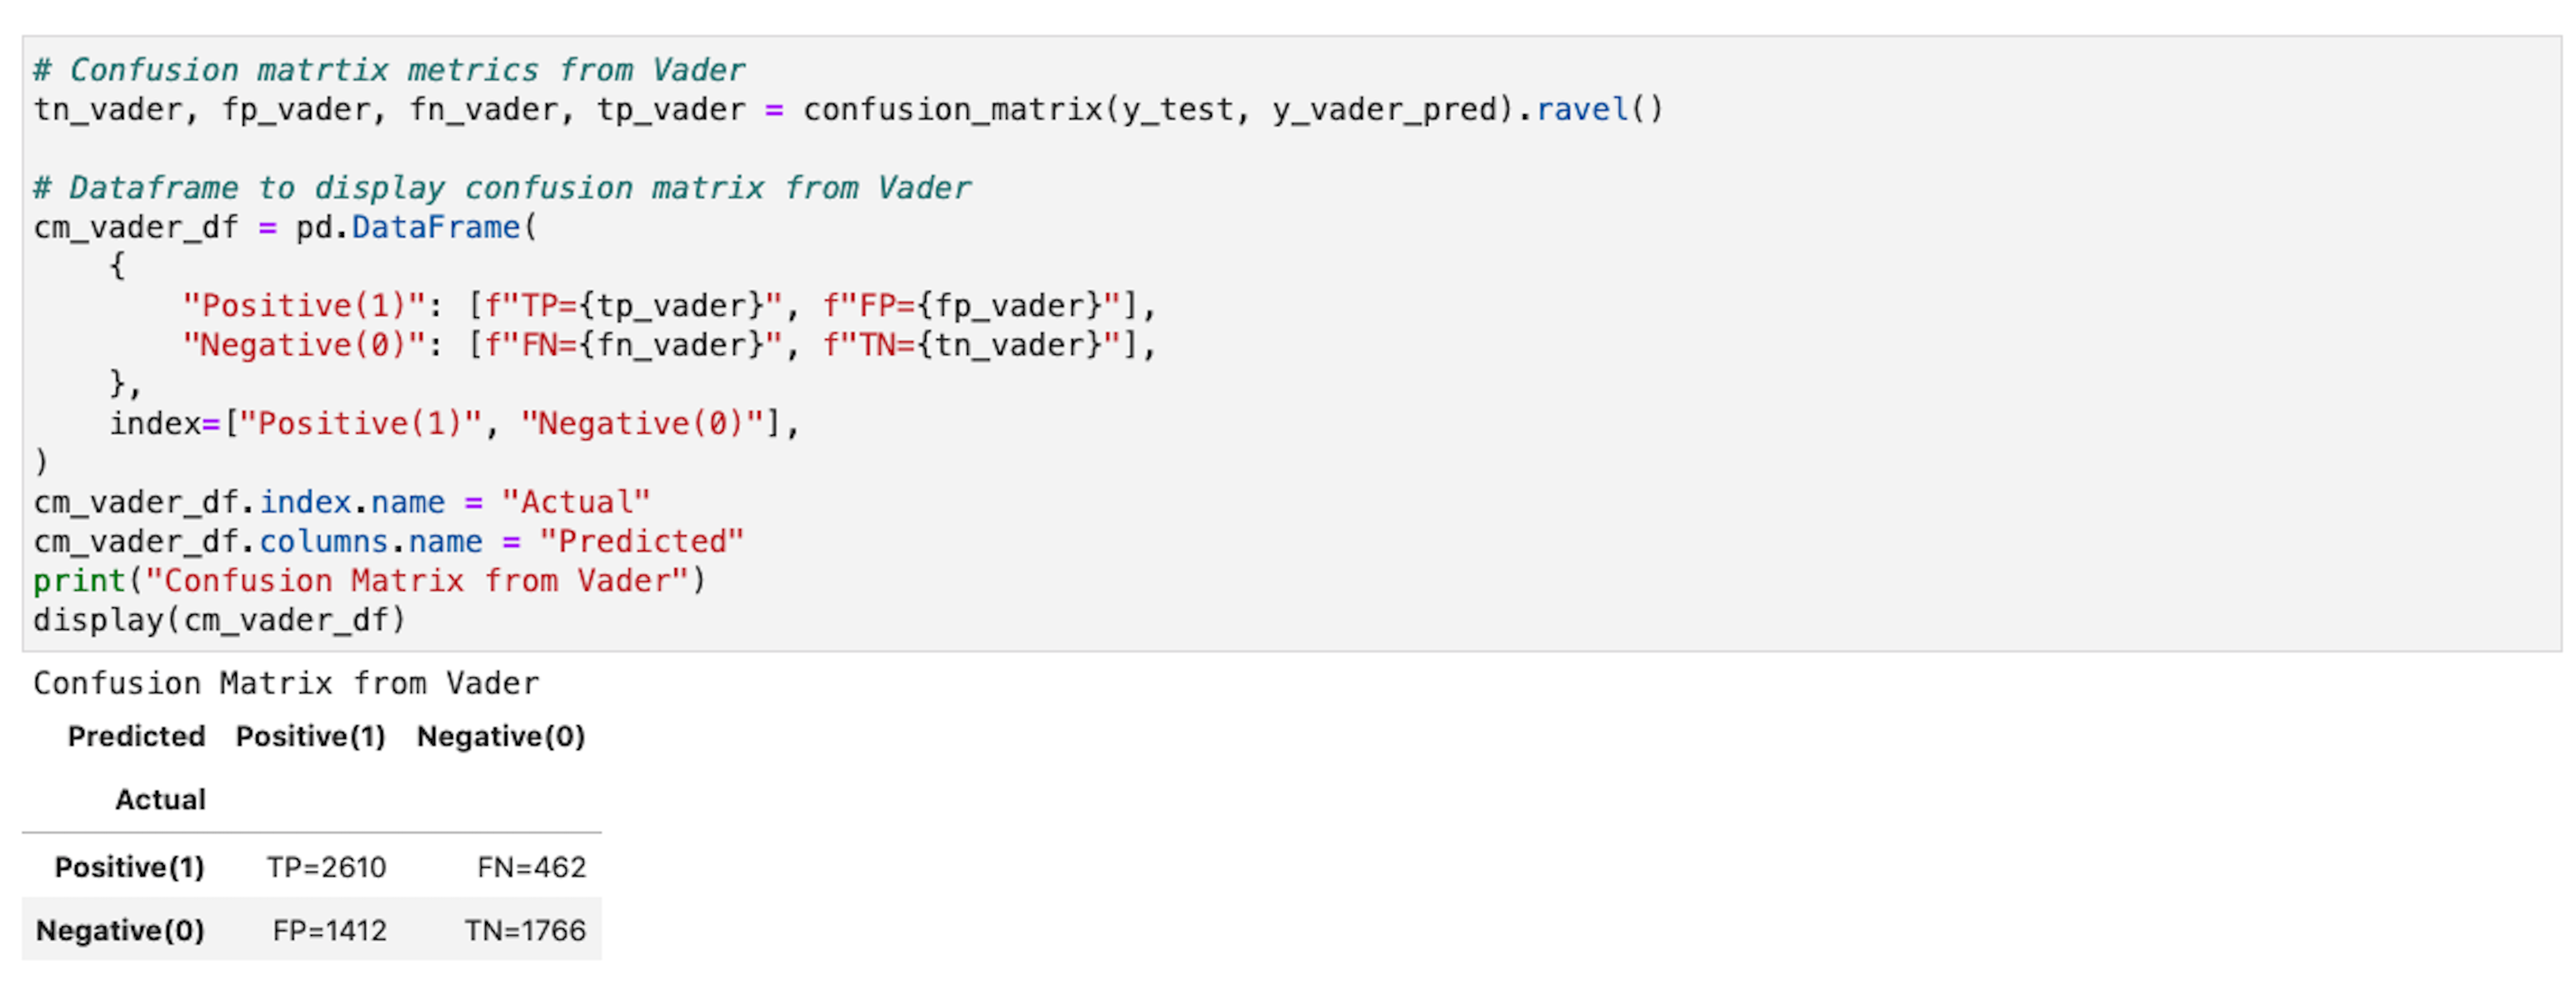 # Confusion matrtix metrics from Vader
tn_vader, fp_vader, fn_vader, tp_vader = confusion_matrix(y_test, y_vader_pred).ravel()
# Dataframe to display confusion matrix from Vader
cm_vader_df = pd.DataFrame(
    {
        "Positive(1)": [f"TP={tp_vader}", f"FP={fp_vader}"],
        "Negative(0)": [f"FN={fn_vader}", f"TN={tn_vader}"],
    },
    index=["Positive(1)", "Negative(0)"],
)
cm_vader_df.index.name = "Actual"
cm_vader_df.columns.name = "Predicted"
print("Confusion Matrix from Vader")
display(cm_vader_df)
Confusion Matrix from Vader
Predicted Positive(1) Negative(0)
Actual
Positive(1) TP=2610 FN=462
Negative(0) FP=1412 TN=1766